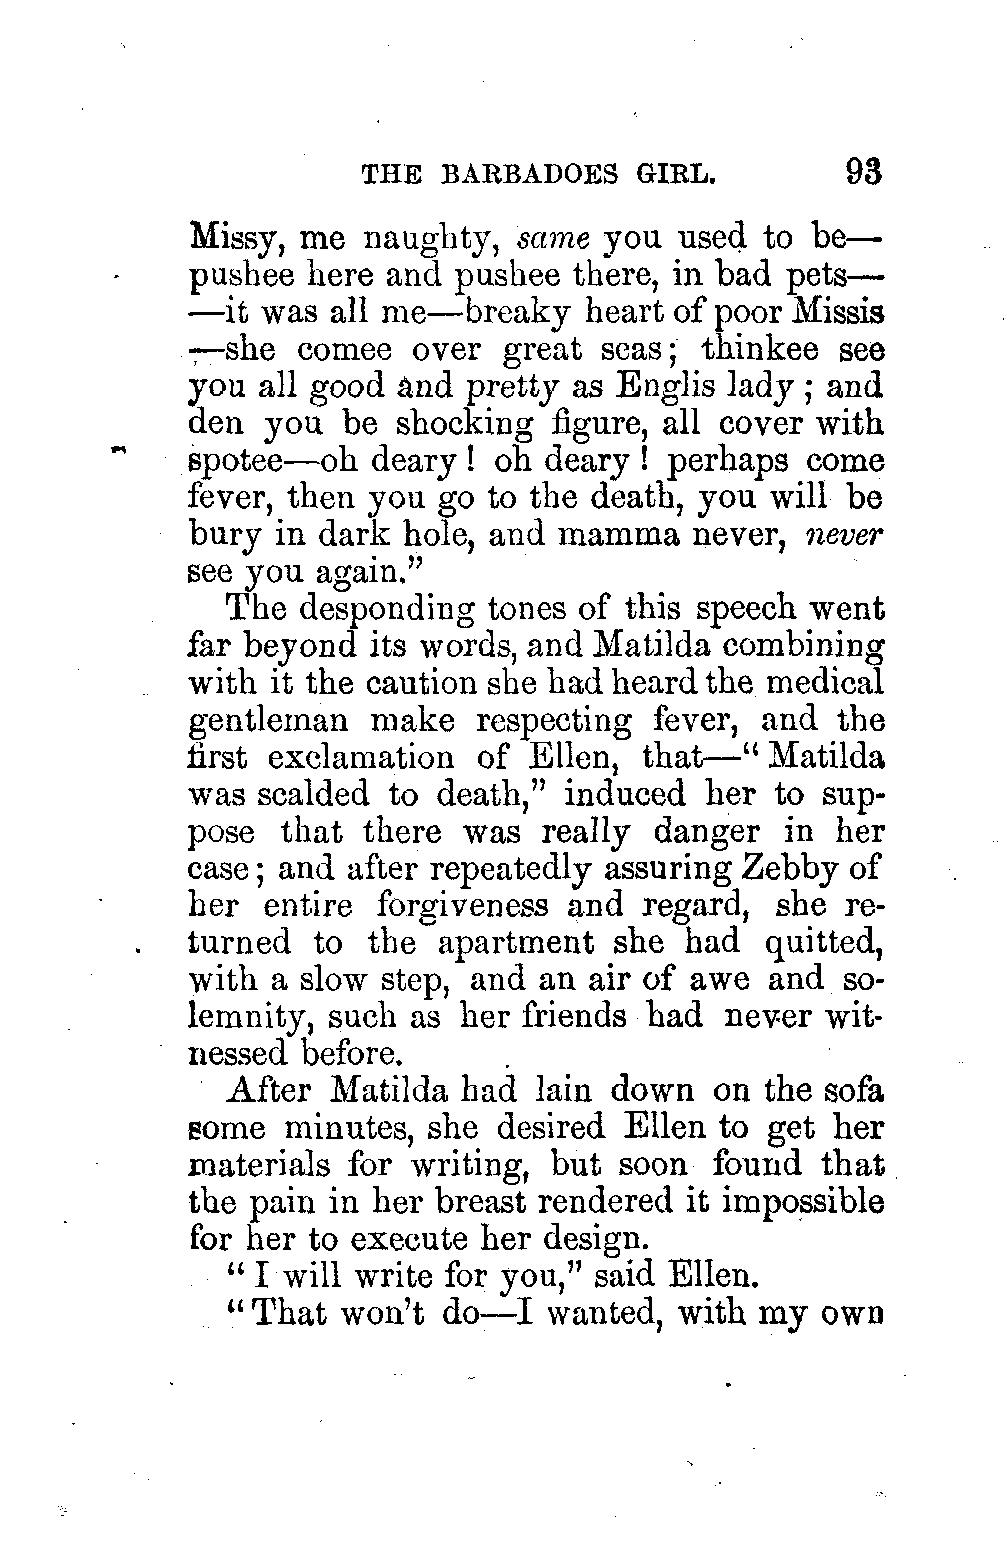 THE BARBADOES GIRL. 93
Missy, me naughty, same you used to be—
pushee here and pushee there, in bad pets—
—it was all me—breaky heart of poor Missis
—she comee over great seas; thinkee see
you all good and pretty as Englis lady; and
den you be shocking figure, all cover with
spotee—oh deary! oh deary! perhaps come
fever, then you go to the death, you will be
bury in dark hole, and mamma never, never
see you again."
The desponding tones of this speech went
far beyond its words, and Matilda combining
with it the caution she had heard the medical
gentleman make respecting fever, and the
first exclamation of Ellen, that—"Matilda
was scalded to death," induced her to sup-
pose that there was really danger in her
case; and after repeatedly assuring Zebby of
her entire forgiveness and regard, she re-
turned to the apartment she had quitted,
with a slow step, and an air of awe and so-
lemnity, such as her friends had never wit-
nessed before.
After Matilda had lain down on the sofa
some minutes, she desired Ellen to get her
materials for writing, but soon found that
the pain in her breast rendered it impossible
for her to execute her design.
"I will write for you," said Ellen.
"That won't do—I wanted, with my own